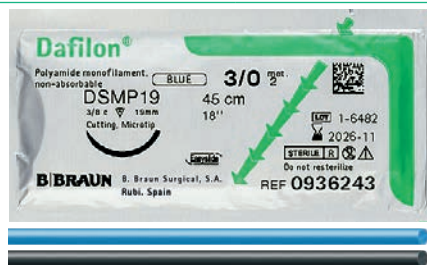 Dafilon®
Polyamide monofilament,
non-absorbable
BLUE
3/0 met. 2
DSMP19
3/8 c 19mm
Cutting, Microtip
45 cm
18''
LOT 1-6482
2026-11
STERILE R
Do not resterilize
B|BRAUN
B. Braun Surgical, S.A.
Rubi, Spain
REF 0936243